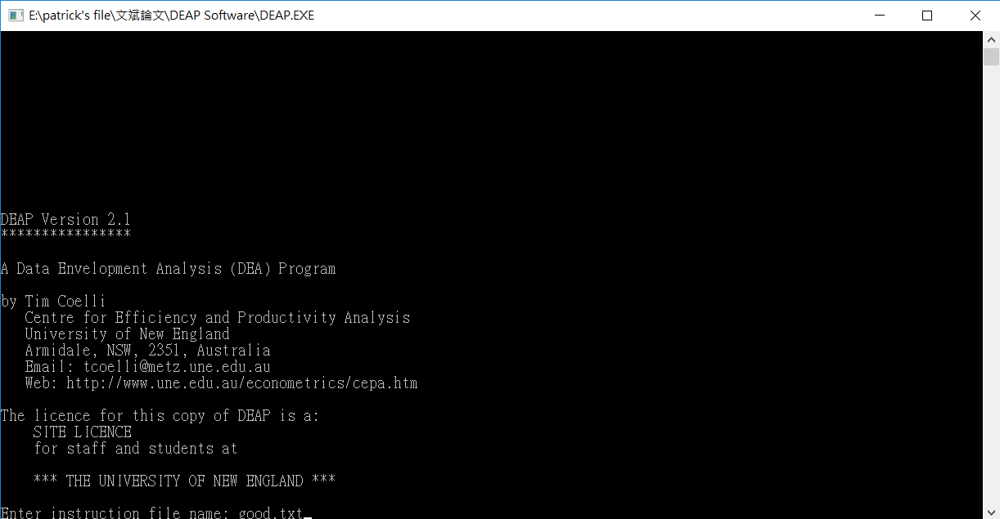 E:\patrick's file\文斌論文\DEAP Software\DEAP.EXE
DEAP Version 2.1
****************
A Data Envelopment Analysis (DEA) Program
by Tim Coelli
Centre for Efficiency and Productivity Analysis
University of New England
Armidale, NSW, 2351, Australia
Email: tcoelli@metz.une.edu.au
Web: http://www.une.edu.au/econometrics/cepa.htm
The licence for this copy of DEAP is a:
SITE LICENCE
for staff and students at
*** THE UNIVERSITY OF NEW ENGLAND ***
Enter instruction file name: good.txt